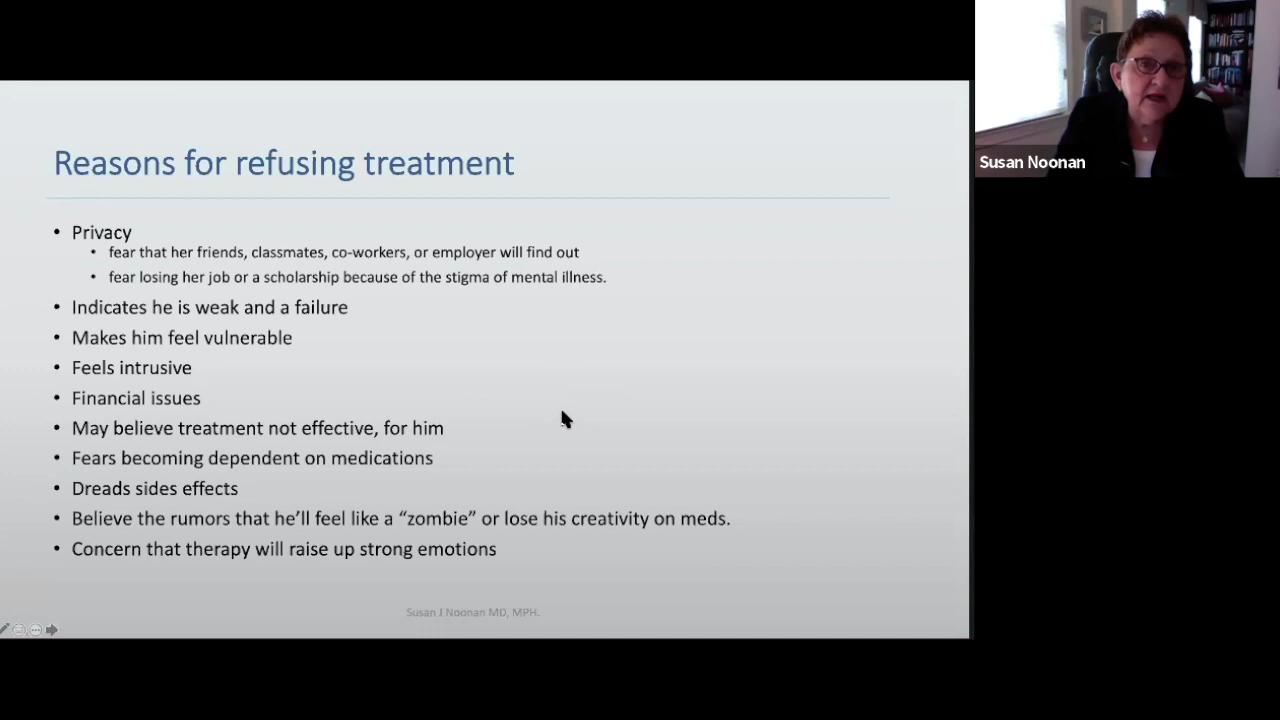 Susan Noonan
Reasons for refusing treatment
• Privacy
• fear that her friends, classmates, co-workers, or employer will find out
• fear losing her job or a scholarship because of the stigma of mental illness.
• Indicates he is weak and a failure
• Makes him feel vulnerable
• Feels intrusive
• Financial issues
• May believe treatment not effective, for him
• Fears becoming dependent on medications
• Dreads sides effects
• Believe the rumors that he’ll feel like a “zombie” or lose his creativity on meds.
• Concern that therapy will raise up strong emotions
Susan J Noonan MD, MPH.